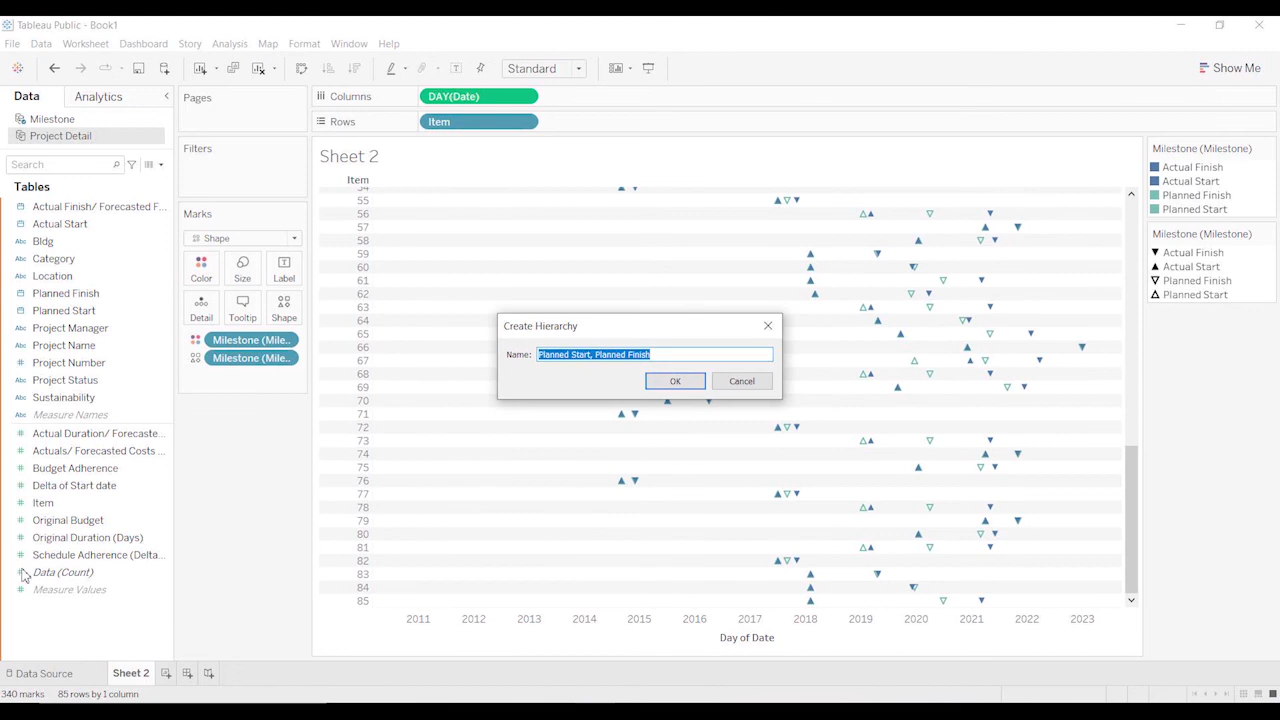 Tableau Public - Book1
File Data Worksheet Dashboard Story Analysis Map Format Window Help
Standard
Show Me
Data Analytics
Milestone
Project Detail
Search
Tables
Actual Finish/ Forecasted F...
Actual Start
Abc Bldg
Abc Category
Abc Location
Planned Finish
Planned Start
Abc Project Manager
Abc Project Name
# Project Number
Abc Project Status
Abc Sustainability
Abc Measure Names
# Actual Duration/ Forecaste...
# Actuals/ Forecasted Costs ...
# Budget Adherence
# Delta of Start date
# Item
# Original Budget
# Original Duration (Days)
# Schedule Adherence (Delta...
Data (Count)
# Measure Values
Pages
Filters
Marks
Shape
Color Size Label
Detail Tooltip Shape
Milestone (Mile..
Milestone (Mile..
Columns DAY(Date)
Rows Item
Sheet 2
Item
54
55
56
57
58
59
60
61
62
63
64
65
66
67
68
69
70
71
72
73
74
75
76
77
78
79
80
81
82
83
84
85
2011 2012 2013 2014 2015 2016 2017 2018 2019 2020 2021 2022 2023
Day of Date
Create Hierarchy
Name: Planned Start, Planned Finish
OK Cancel
Milestone (Milestone)
Actual Finish
Actual Start
Planned Finish
Planned Start
Milestone (Milestone)
Actual Finish
Actual Start
Planned Finish
Planned Start
Data Source Sheet 2
340 marks 85 rows by 1 column